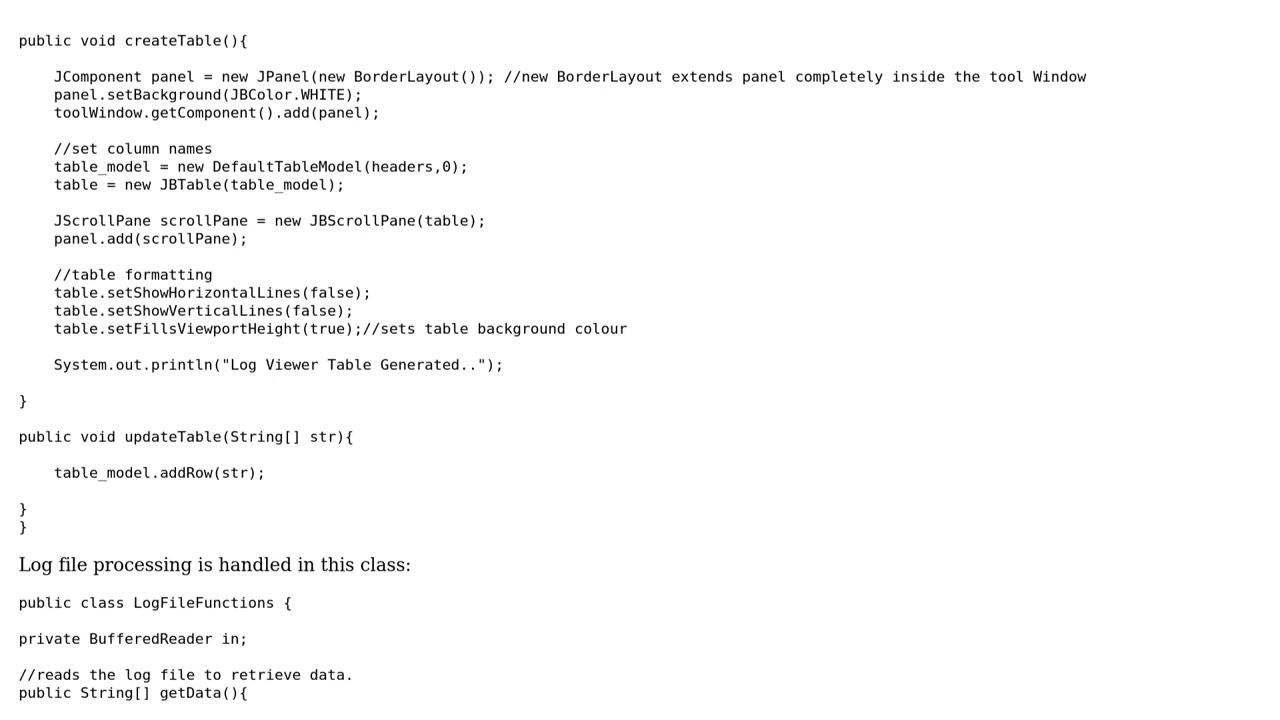 public void createTable(){
JComponent panel = new JPanel(new BorderLayout()); //new BorderLayout extends panel completely inside the tool Window
panel.setBackground(JBColor.WHITE);
toolWindow.getComponent().add(panel);
//set column names
table_model = new DefaultTableModel(headers,0);
table = new JBTable(table_model);
JScrollPane scrollPane = new JBScrollPane(table);
panel.add(scrollPane);
//table formatting
table.setShowHorizontalLines(false);
table.setShowVerticalLines(false);
table.setFillsViewportHeight(true);//sets table background colour
System.out.println("Log Viewer Table Generated..");
}
public void updateTable(String[] str){
table_model.addRow(str);
}
}
Log file processing is handled in this class:
public class LogFileFunctions {
private BufferedReader in;
//reads the log file to retrieve data.
public String[] getData(){